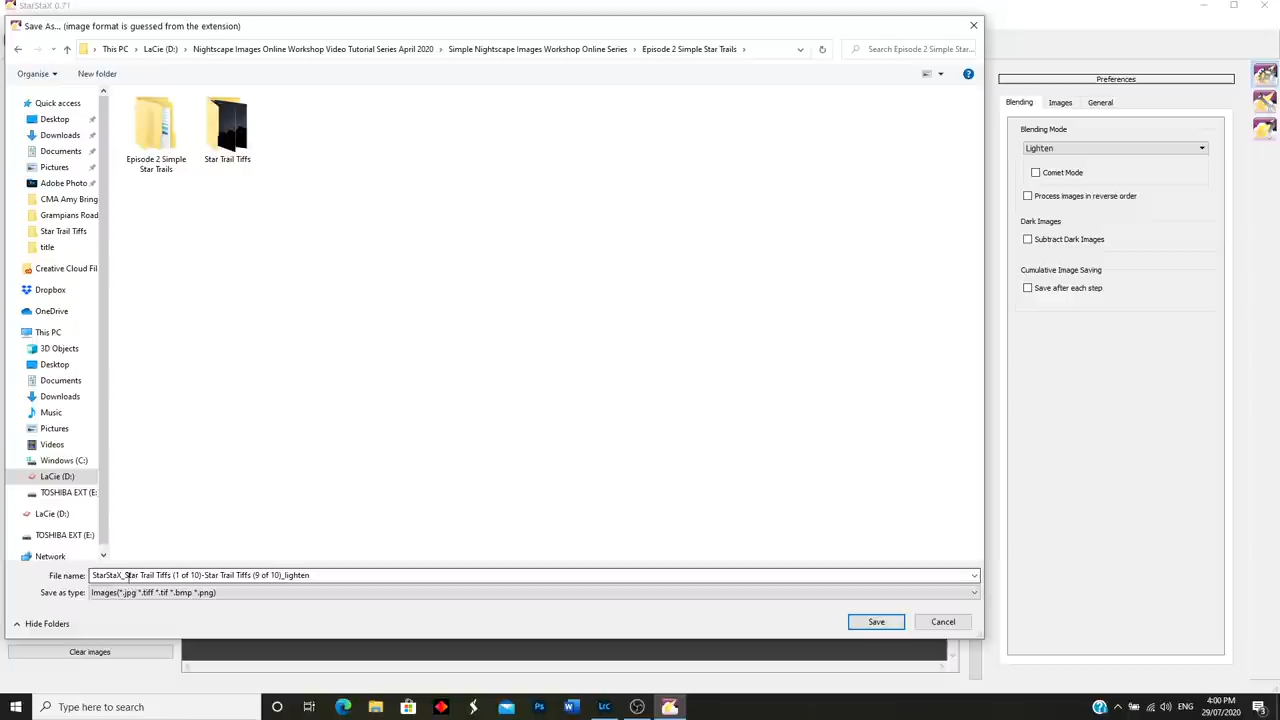 StarStaX 0.71
Save As... (image format is guessed from the extension)
This PC > LaCie (D:) > Nightscape Images Online Workshop Video Tutorial Series April 2020 > Simple Nightscape Images Workshop Online Series > Episode 2 Simple Star Trails >
Search Episode 2 Simple Star...
Organise
New folder
Quick access
Desktop
Downloads
Documents
Pictures
Adobe Photo
CMA Amy Bring
Grampians Road
Star Trail Tiffs
title
Creative Cloud Fil
Dropbox
OneDrive
This PC
3D Objects
Desktop
Documents
Downloads
Music
Pictures
Videos
Windows (C:)
LaCie (D:)
TOSHIBA EXT (E:
LaCie (D:)
TOSHIBA EXT (E:)
Network
Episode 2 Simple
Star Trails
Star Trail Tiffs
File name: StarStaX_Star Trail Tiffs (1 of 10)-Star Trail Tiffs (9 of 10)_lighten
Save as type: Images(*.jpg *.tiff *.tif *.bmp *.png)
Hide Folders
Save
Cancel
Clear images
Preferences
Blending
Images
General
Blending Mode
Lighten
Comet Mode
Process images in reverse order
Dark Images
Subtract Dark Images
Cumulative Image Saving
Save after each step
Type here to search
Ps
W
Lrc
ENG
4:00 PM
29/07/2020